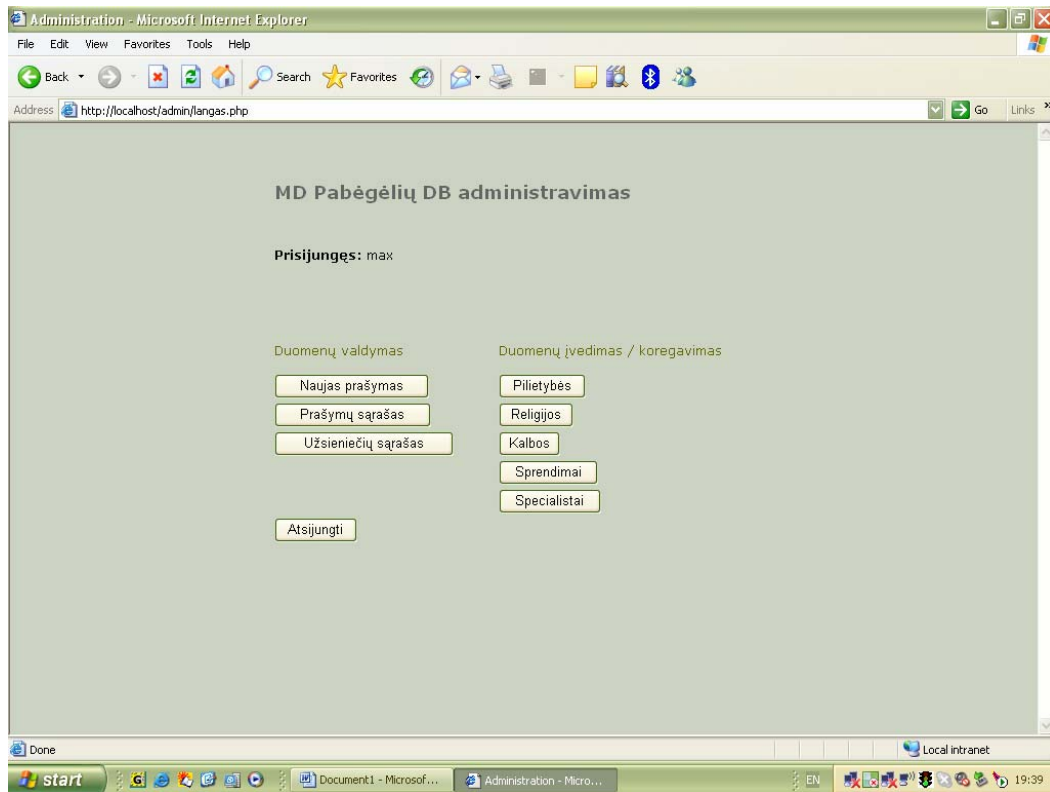 Administration - Microsoft Internet Explorer
File Edit View Favorites Tools Help
Back Search Favorites
Address http://localhost/admin/langas.php Go Links »
MD Pabėgėlių DB administravimas
Prisijungęs: max
Duomenų valdymas
Naujas prašymas
Prašymų sąrašas
Užsieniečių sąrašas
Atsijungti
Duomenų įvedimas / koregavimas
Pilietybės
Religijos
Kalbos
Sprendimai
Specialistai
Done Local intranet
start Document1 - Microsof... Administration - Micro... EN 19:39